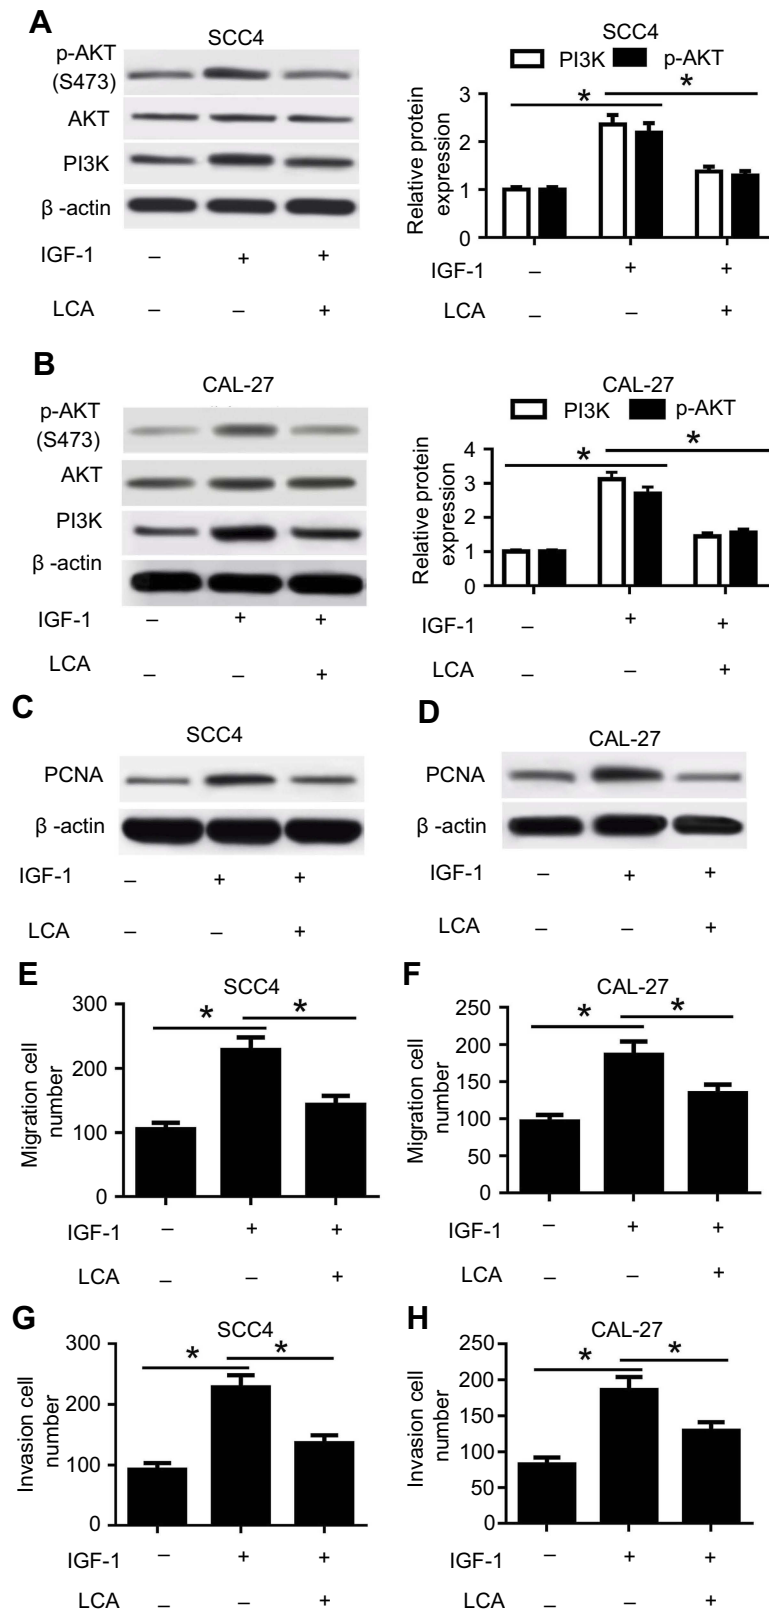 A
SCC4
p-AKT
(S473)
AKT
PI3K
β -actin
IGF-1 – + +
LCA – – +
SCC4
PI3K p-AKT
* *
Relative protein
expression
3
2
1
0
IGF-1 – + +
LCA – – +
B
CAL-27
p-AKT
(S473)
AKT
PI3K
β -actin
IGF-1 – + +
LCA – – +
CAL-27
PI3K p-AKT
* *
Relative protein
expression
4
3
2
1
0
IGF-1 – + +
LCA – – +
C
SCC4
PCNA
β -actin
IGF-1 – + +
LCA – – +
D
CAL-27
PCNA
β -actin
IGF-1 – + +
LCA – – +
E
SCC4
* *
Migration cell
number
300
200
100
0
IGF-1 – + +
LCA – – +
F
CAL-27
* *
Migration cell
number
250
200
150
100
50
0
IGF-1 – + +
LCA – – +
G
SCC4
* *
Invasion cell
number
300
200
100
0
IGF-1 – + +
LCA – – +
H
CAL-27
* *
Invasion cell
number
250
200
150
100
50
0
IGF-1 – + +
LCA – – +